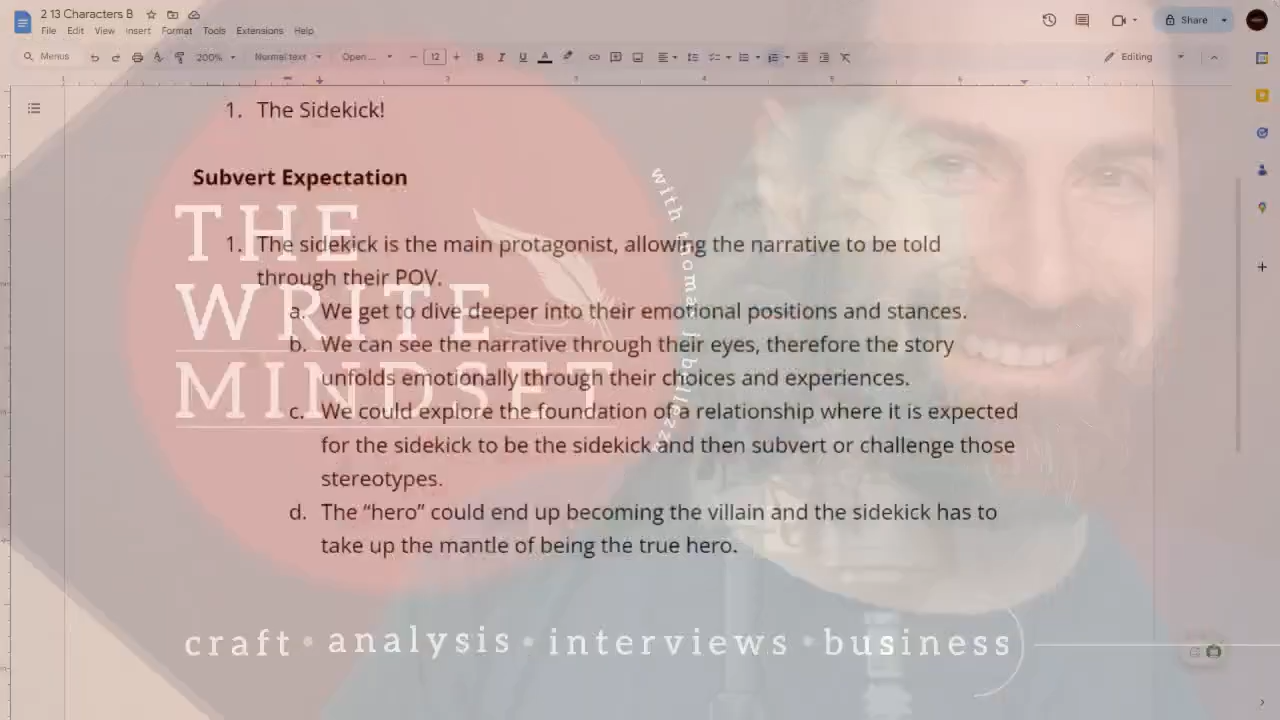 2 13 Characters B
File Edit View Insert Format Tools Extensions Help
Share
Menus
200%
Normal text
Open ...
12
Editing
1. The Sidekick!
Subvert Expectation
1. The sidekick is the main protagonist, allowing the narrative to be told
through their POV.
a. We get to dive deeper into their emotional positions and stances.
b. We can see the narrative through their eyes, therefore the story
unfolds emotionally through their choices and experiences.
c. We could explore the foundation of a relationship where it is expected
for the sidekick to be the sidekick and then subvert or challenge those
stereotypes.
d. The “hero” could end up becoming the villain and the sidekick has to
take up the mantle of being the true hero.
THE
WRITE
MINDSET
with thomas j bellezza
craft • analysis • interviews • business